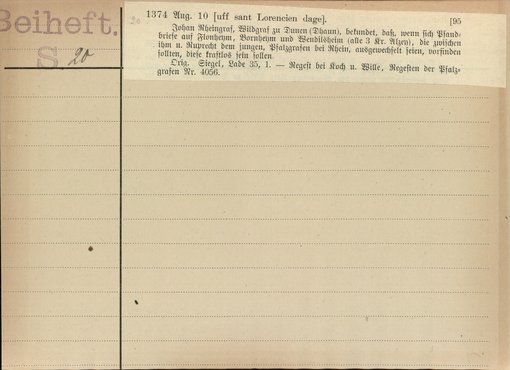 Beiheft.
S 20
20
1374 Aug. 10 [uff sant Lorencien dage]. [95
Johan Rheingraf, Wildgraf zu Dunen (Dhaun), bekundet, daß, wenn sich Pfand-
briefe auf Flonheym, Bornheym und Wendilsheim (alle 3 Kr. Alzey), die zwischen
ihm u. Ruprecht dem jungen, Pfalzgrafen bei Rhein, ausgewechselt seien, vorfinden
sollten, diese kraftlos sein sollen.
Orig. Siegel, Lade 35, 1. — Regest bei Koch u. Wille, Regesten der Pfalz-
grafen Nr. 4056.